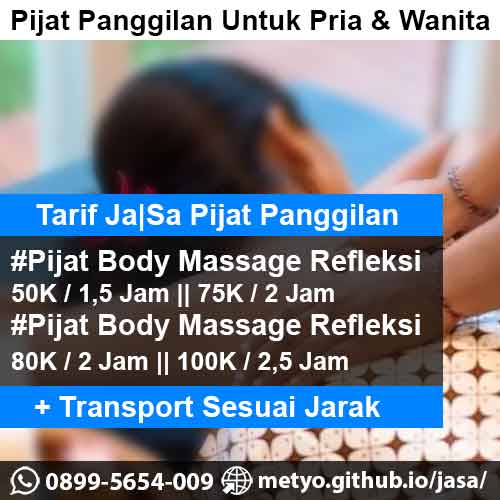 Pijat Panggilan Untuk Pria & Wanita
Tarif Ja|Sa Pijat Panggilan
#Pijat Body Massage Refleksi
50K / 1,5 Jam || 75K / 2 Jam
#Pijat Body Massage Refleksi
80K / 2 Jam || 100K / 2,5 Jam
+ Transport Sesuai Jarak
0899-5654-009 metyo.github.io/jasa/